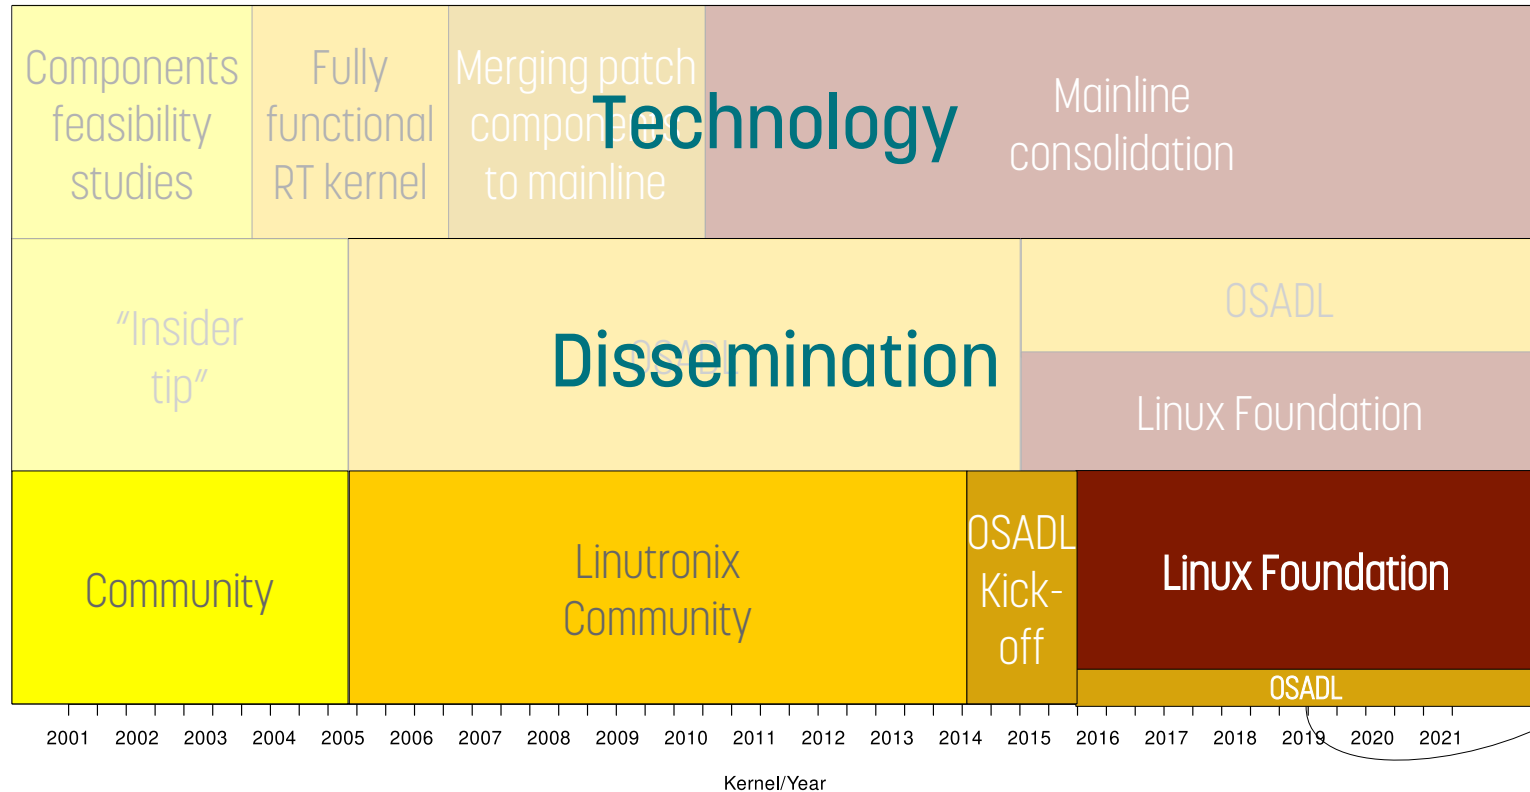 Components
feasibility
studies
Fully
functional
RT kernel
Merging patch
components
to mainline
Mainline
consolidation
Technology
“Insider
tip”
OSADL
Dissemination
OSADL
Linux Foundation
Community
Linutronix
Community
OSADL
Kick-
off
Linux Foundation
OSADL
2001 2002 2003 2004 2005 2006 2007 2008 2009 2010 2011 2012 2013 2014 2015 2016 2017 2018 2019 2020 2021
Kernel/Year